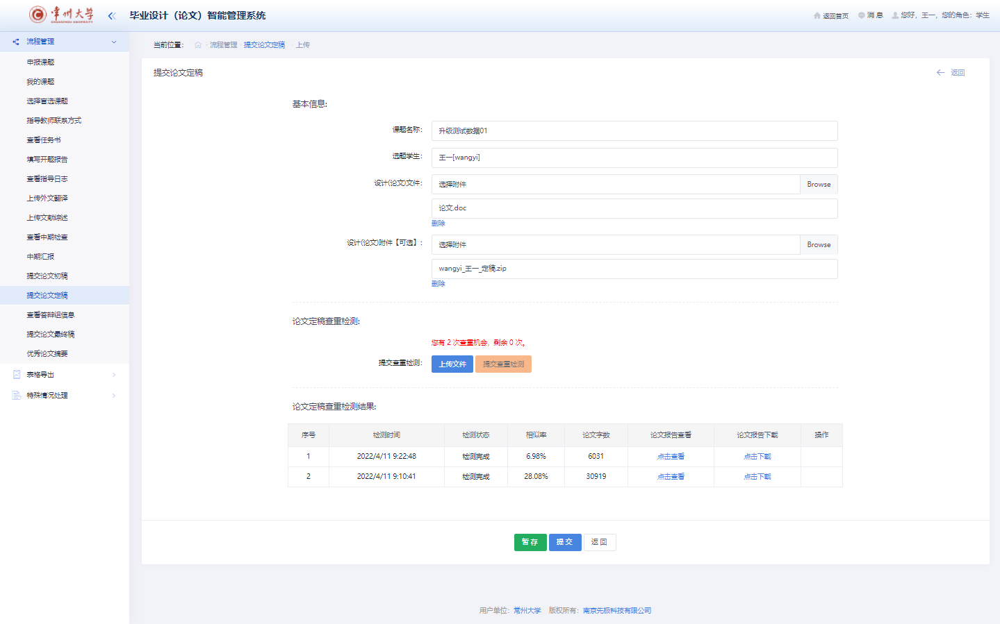 常州大学
CHANGZHOU UNIVERSITY
毕业设计（论文）智能管理系统
返回首页 消息 您好，王一，您的角色：学生
流程管理
申报课题
我的课题
选择盲选课题
指导教师联系方式
查看任务书
填写开题报告
查看指导日志
上传外文翻译
上传文献综述
查看中期检查
中期汇报
提交论文初稿
提交论文定稿
查看答辩组信息
提交论文最终稿
优秀论文摘要
表格导出
特殊情况处理
当前位置： 流程管理 提交论文定稿 上传
提交论文定稿
返回
基本信息:
课题名称: 升级测试数据01
选题学生: 王一[wangyi]
设计(论文)文件: 选择附件 Browse
论文.doc
删除
设计(论文)附件【可选】: 选择附件 Browse
wangyi_王一_定稿.zip
删除
论文定稿查重检测:
您有 2 次查重机会，剩余 0 次。
提交查重检测: 上传文件 提交查重检测
论文定稿查重检测结果:
序号 检测时间 检测状态 相似率 论文字数 论文报告查看 论文报告下载 操作
1 2022/4/11 9:22:48 检测完成 6.98% 6031 点击查看 点击下载
2 2022/4/11 9:10:41 检测完成 28.08% 30919 点击查看 点击下载
暂存 提交 返回
用户单位：常州大学 版权所有：南京先极科技有限公司